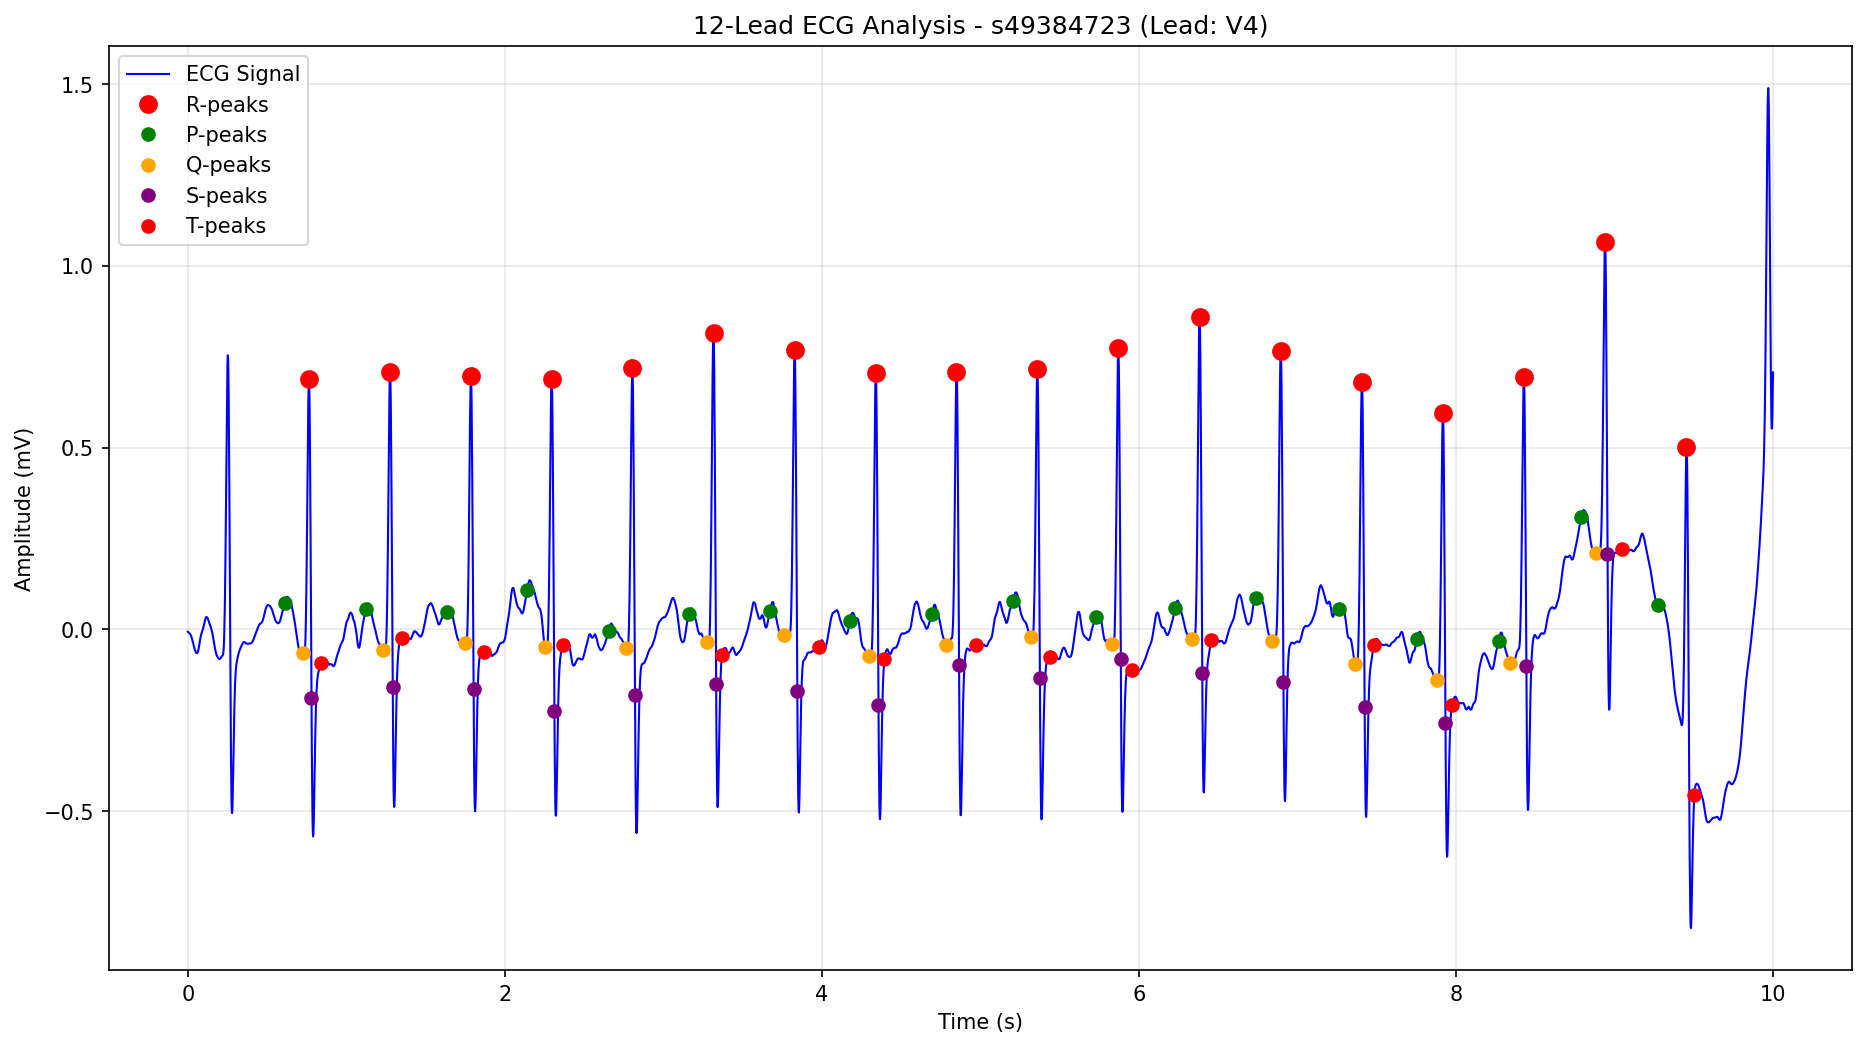 12-Lead ECG Analysis - s49384723 (Lead: V4)
ECG Signal
R-peaks
P-peaks
Q-peaks
S-peaks
T-peaks
1.5
1.0
0.5
0.0
−0.5
Amplitude (mV)
0 2 4 6 8 10
Time (s)